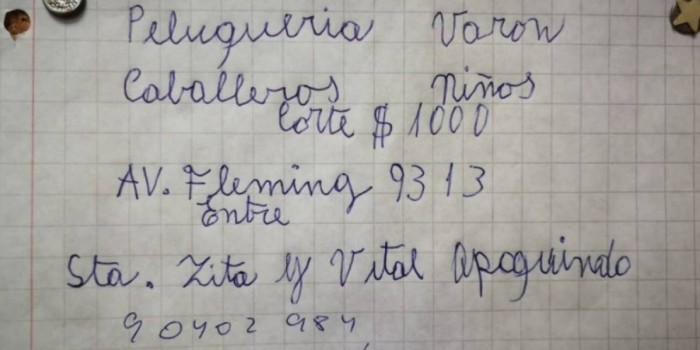 Peluqueria Varon
Caballeros Niños
Corte $ 1000
AV. Fleming 9313
Entre
Sta. Zita y Vital Apoquindo
90402984